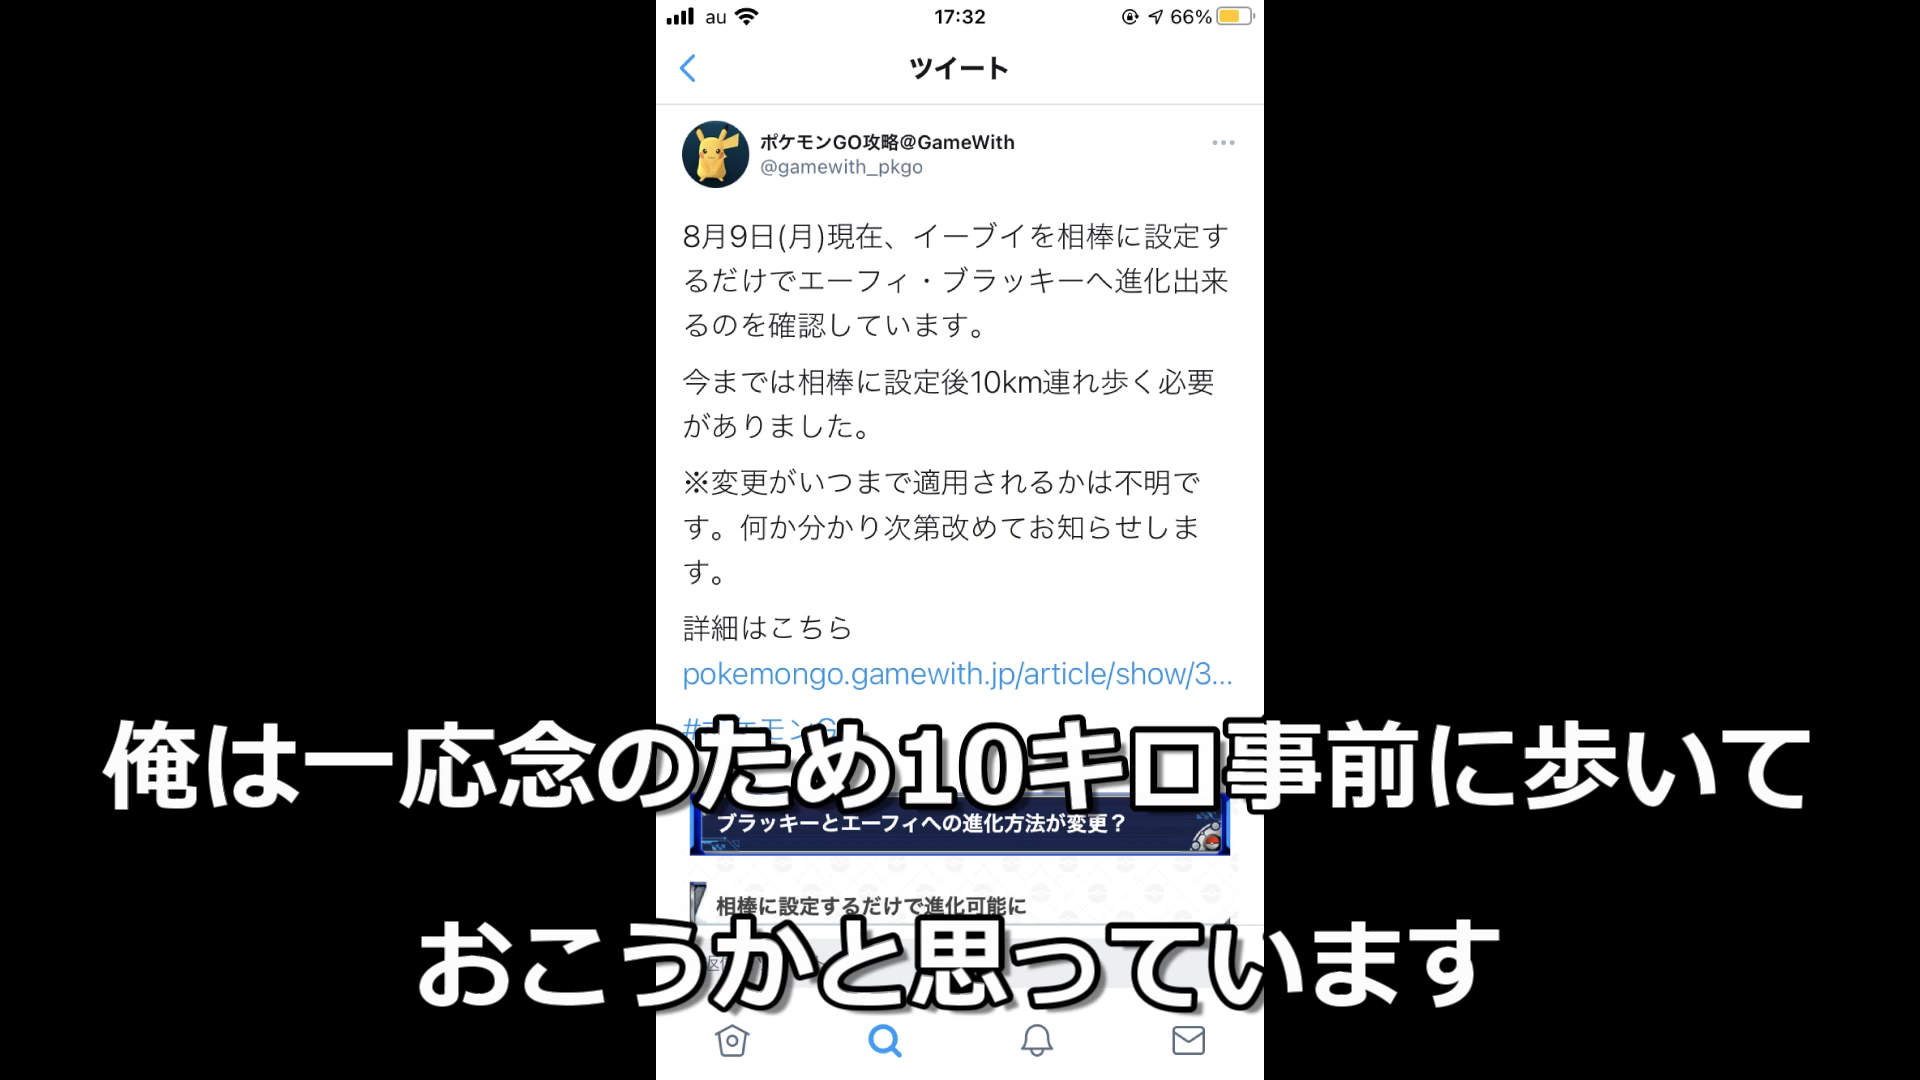 au
17:32
66%
ツイート
ポケモンGO攻略@GameWith
@gamewith_pkgo
8月9日(月)現在、イーブイを相棒に設定す
るだけでエーフィ・ブラッキーへ進化出来
るのを確認しています。
今までは相棒に設定後10km連れ歩く必要
がありました。
※変更がいつまで適用されるかは不明で
す。何か分かり次第改めてお知らせしま
す。
詳細はこちら
pokemongo.gamewith.jp/article/show/3...
#ポケモンG
俺は一応念のため10キロ事前に歩いて
ブラッキーとエーフィへの進化方法が変更？
相棒に設定するだけで進化可能に
おこうかと思っています